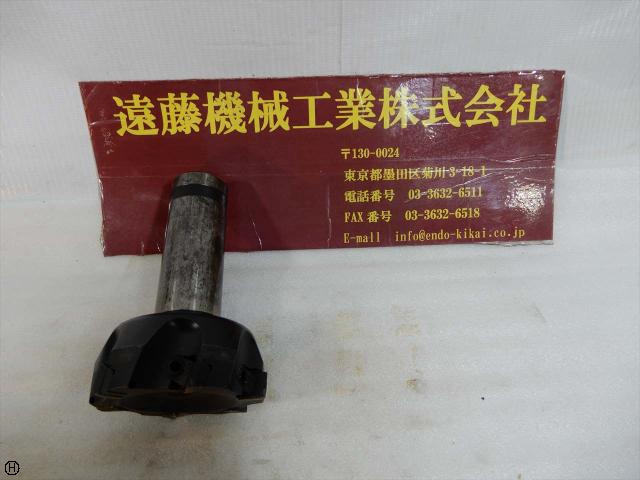 遠藤機械工業株式会社
〒130-0024
東京都墨田区菊川 3-18-1
電話番号 03-3632-6511
FAX 番号 03-3632-6518
E-mail info@endo-kikai.co.jp
H